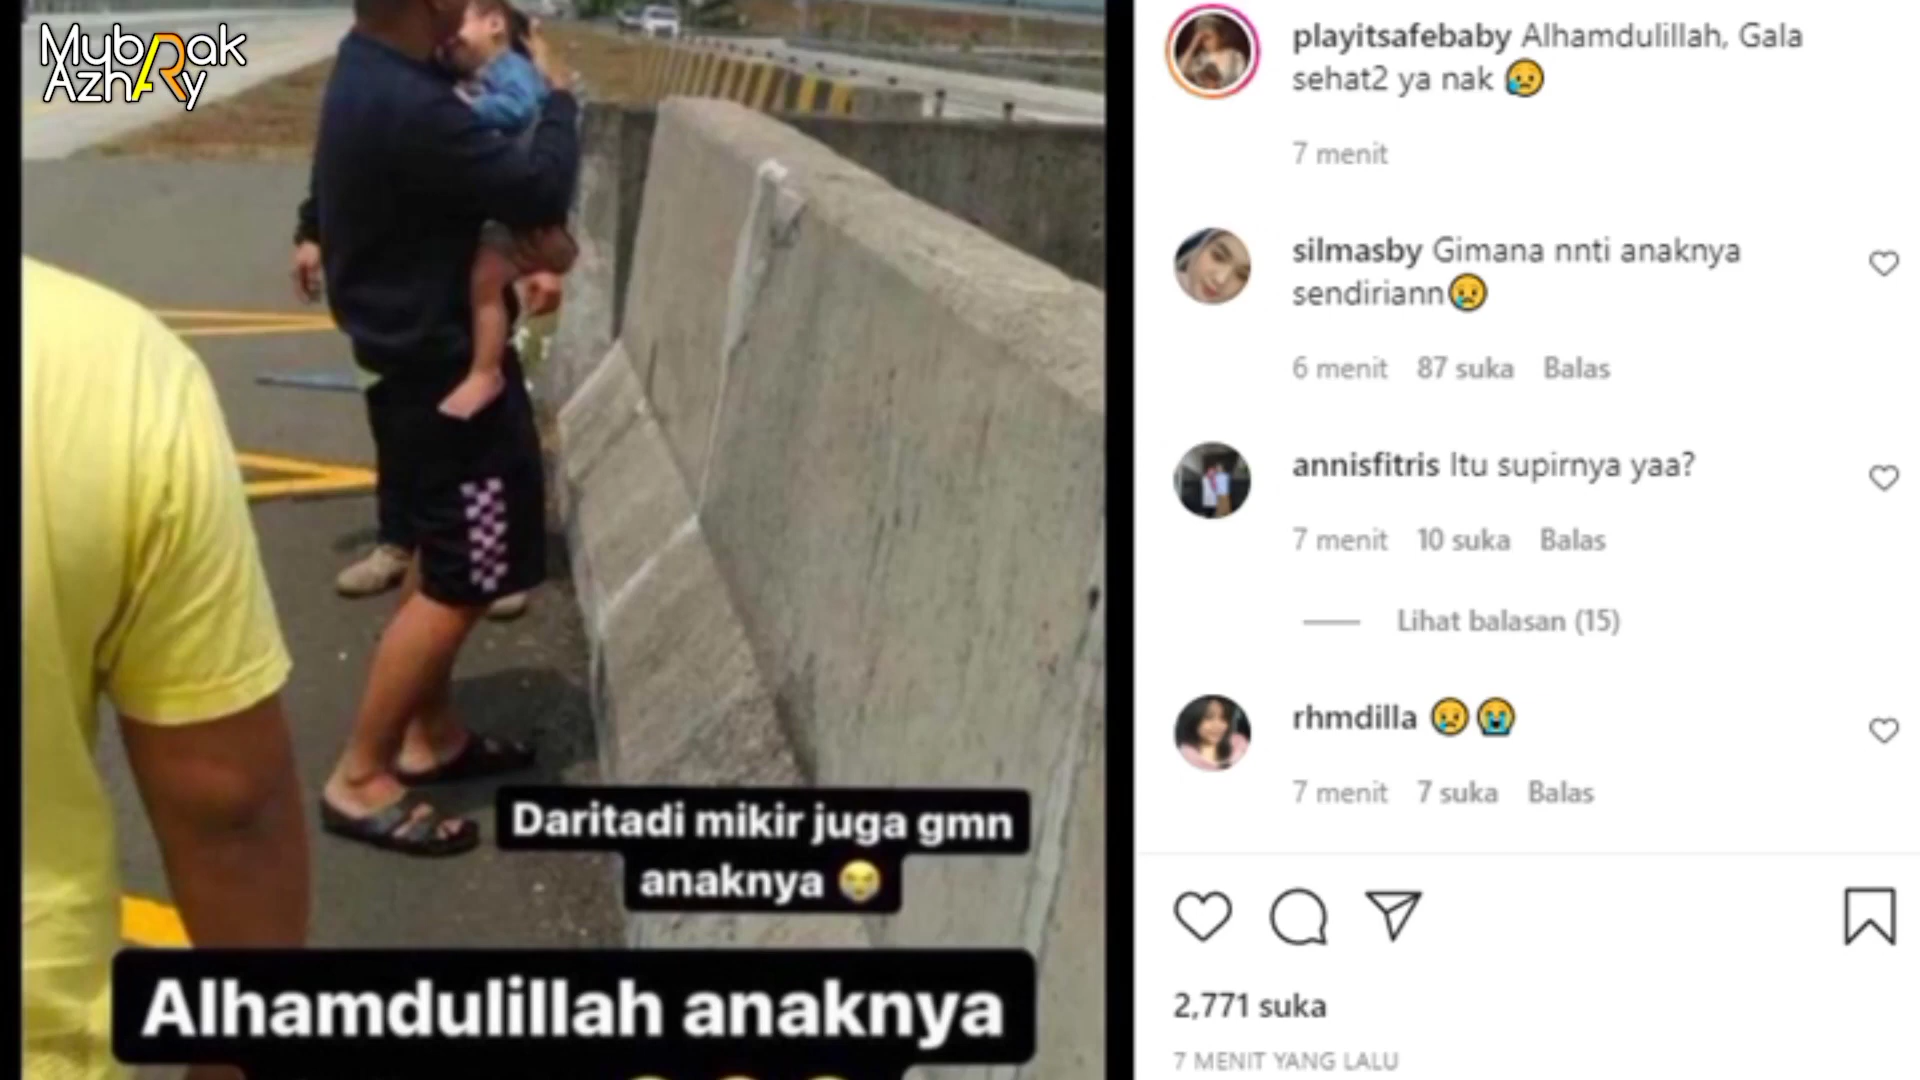 Mubarak
Azhary
Daritadi mikir juga gmn
anaknya 😭
Alhamdulillah anaknya
playitsafebaby Alhamdulillah, Gala
sehat2 ya nak 😥
7 menit
silmasby Gimana nnti anaknya
sendiriann😢
6 menit 87 suka Balas
annisfitris Itu supirnya yaa?
7 menit 10 suka Balas
Lihat balasan (15)
rhmdilla 😢😭
7 menit 7 suka Balas
2,771 suka
7 MENIT YANG LALU